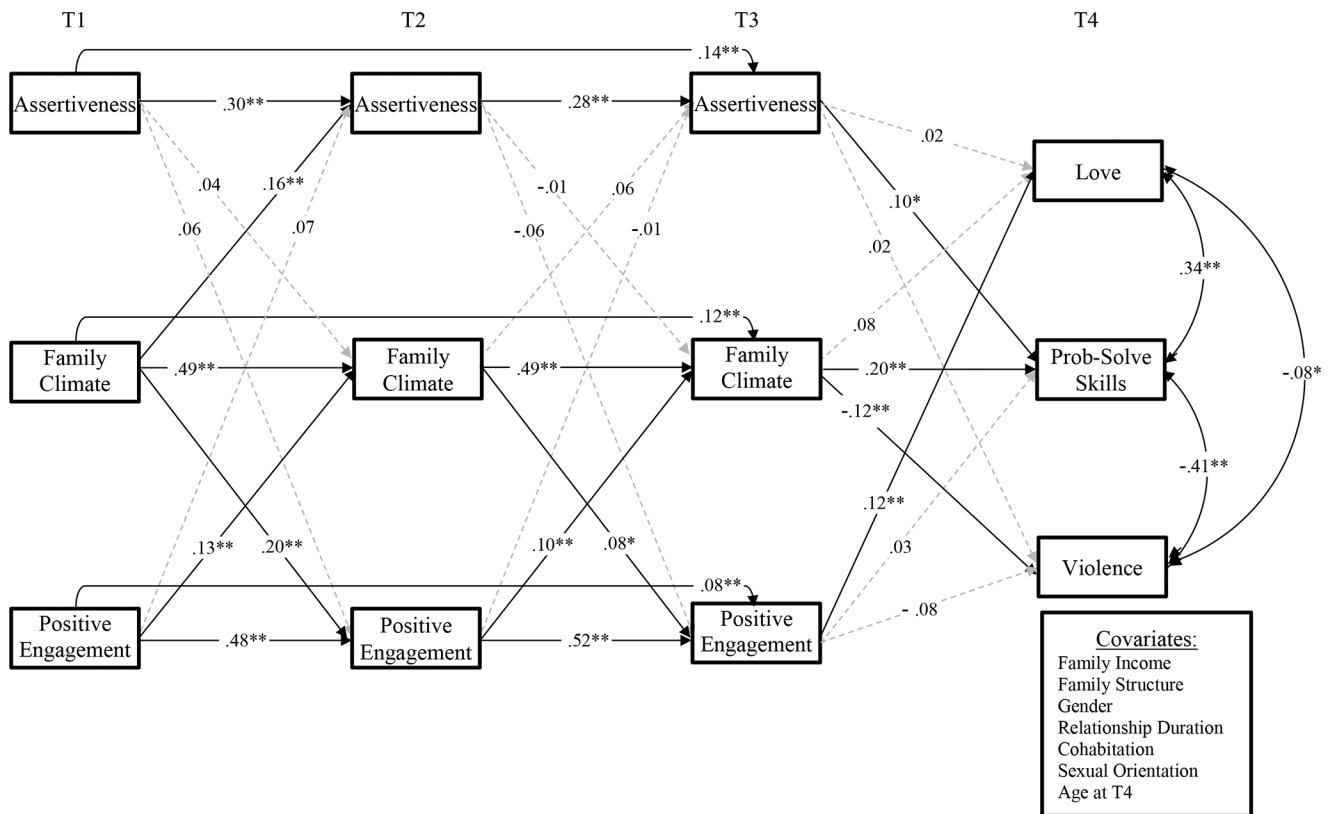 T1
T2
T3
T4
.14**
Assertiveness
.30**
Assertiveness
.28**
Assertiveness
.02
Love
.04
.16**
-.01
.06
.10*
.06
.07
-.06
-.01
.02
.34**
.12**
.08
Family
Climate
.49**
Family
Climate
.49**
Family
Climate
.20**
Prob-Solve
Skills
-.08*
-.12**
-.41**
.12**
.13**
.20**
.10**
.08*
.03
Violence
.08**
- .08
Positive
Engagement
.48**
Positive
Engagement
.52**
Positive
Engagement
Covariates:
Family Income
Family Structure
Gender
Relationship Duration
Cohabitation
Sexual Orientation
Age at T4